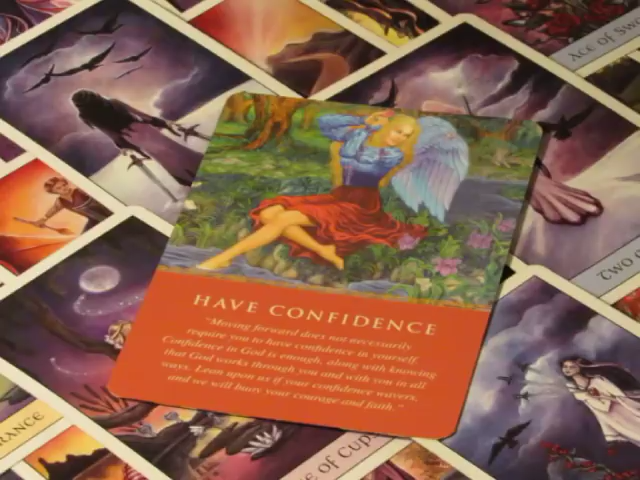 ACE OF SW
HAVE CONFIDENCE
"Moving forward does not necessarily
require you to have confidence in yourself.
Confidence in God is enough, along with knowing
that God works through you and with you in all
ways. Lean upon us if your confidence wavers,
and we will buoy your courage and faith."
TWO O
RANCE
E OF CUPS